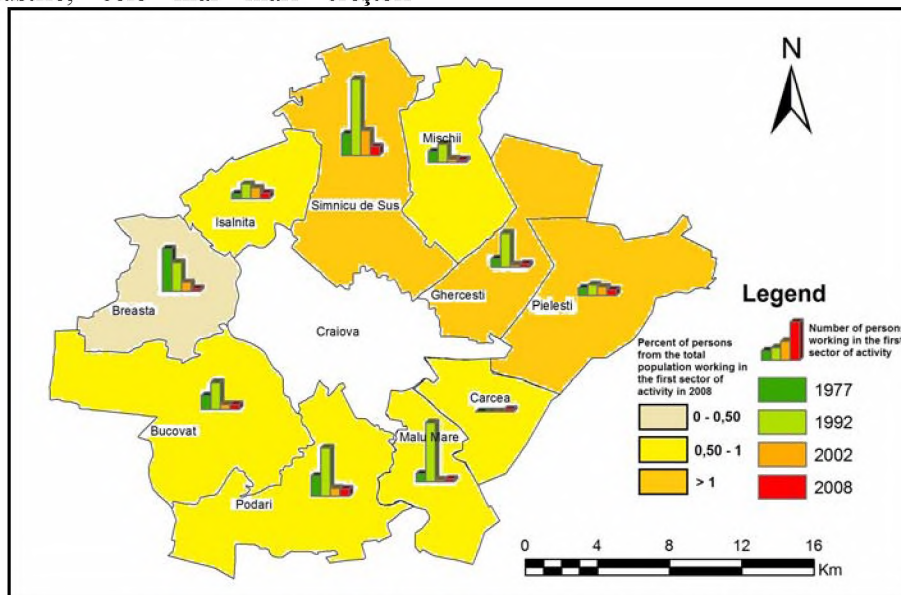 N
Mischii
Simnicu de Sus
Isalnita
Breasta
Ghercesti
Pielesti
Craiova
Carcea
Malu Mare
Bucovat
Podari
Legend
Percent of persons
from the total
population working in
the first sector of
activity in 2008
0 - 0,50
0,50 - 1
> 1
Number of persons
working in the first
sector of activity
1977
1992
2002
2008
0 4 8 12 16
Km